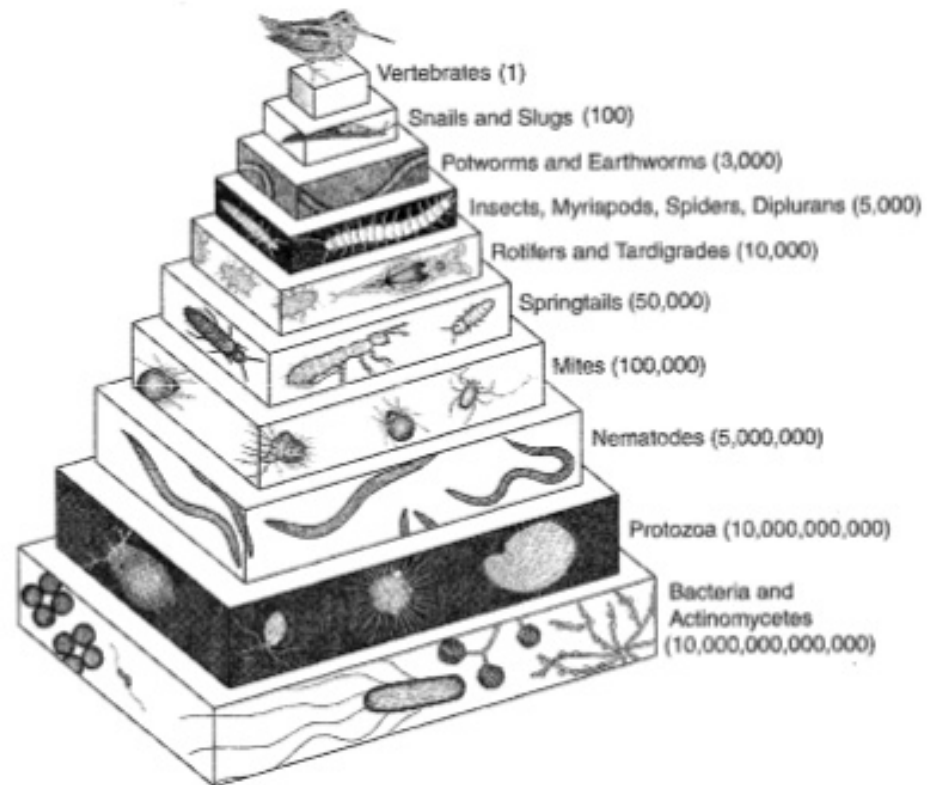 Vertebrates (1)
Snails and Slugs (100)
Potworms and Earthworms (3,000)
Insects, Myriapods, Spiders, Diplurans (5,000)
Rotifers and Tardigrades (10,000)
Springtails (50,000)
Mites (100,000)
Nematodes (5,000,000)
Protozoa (10,000,000,000)
Bacteria and
Actinomycetes
(10,000,000,000,000)